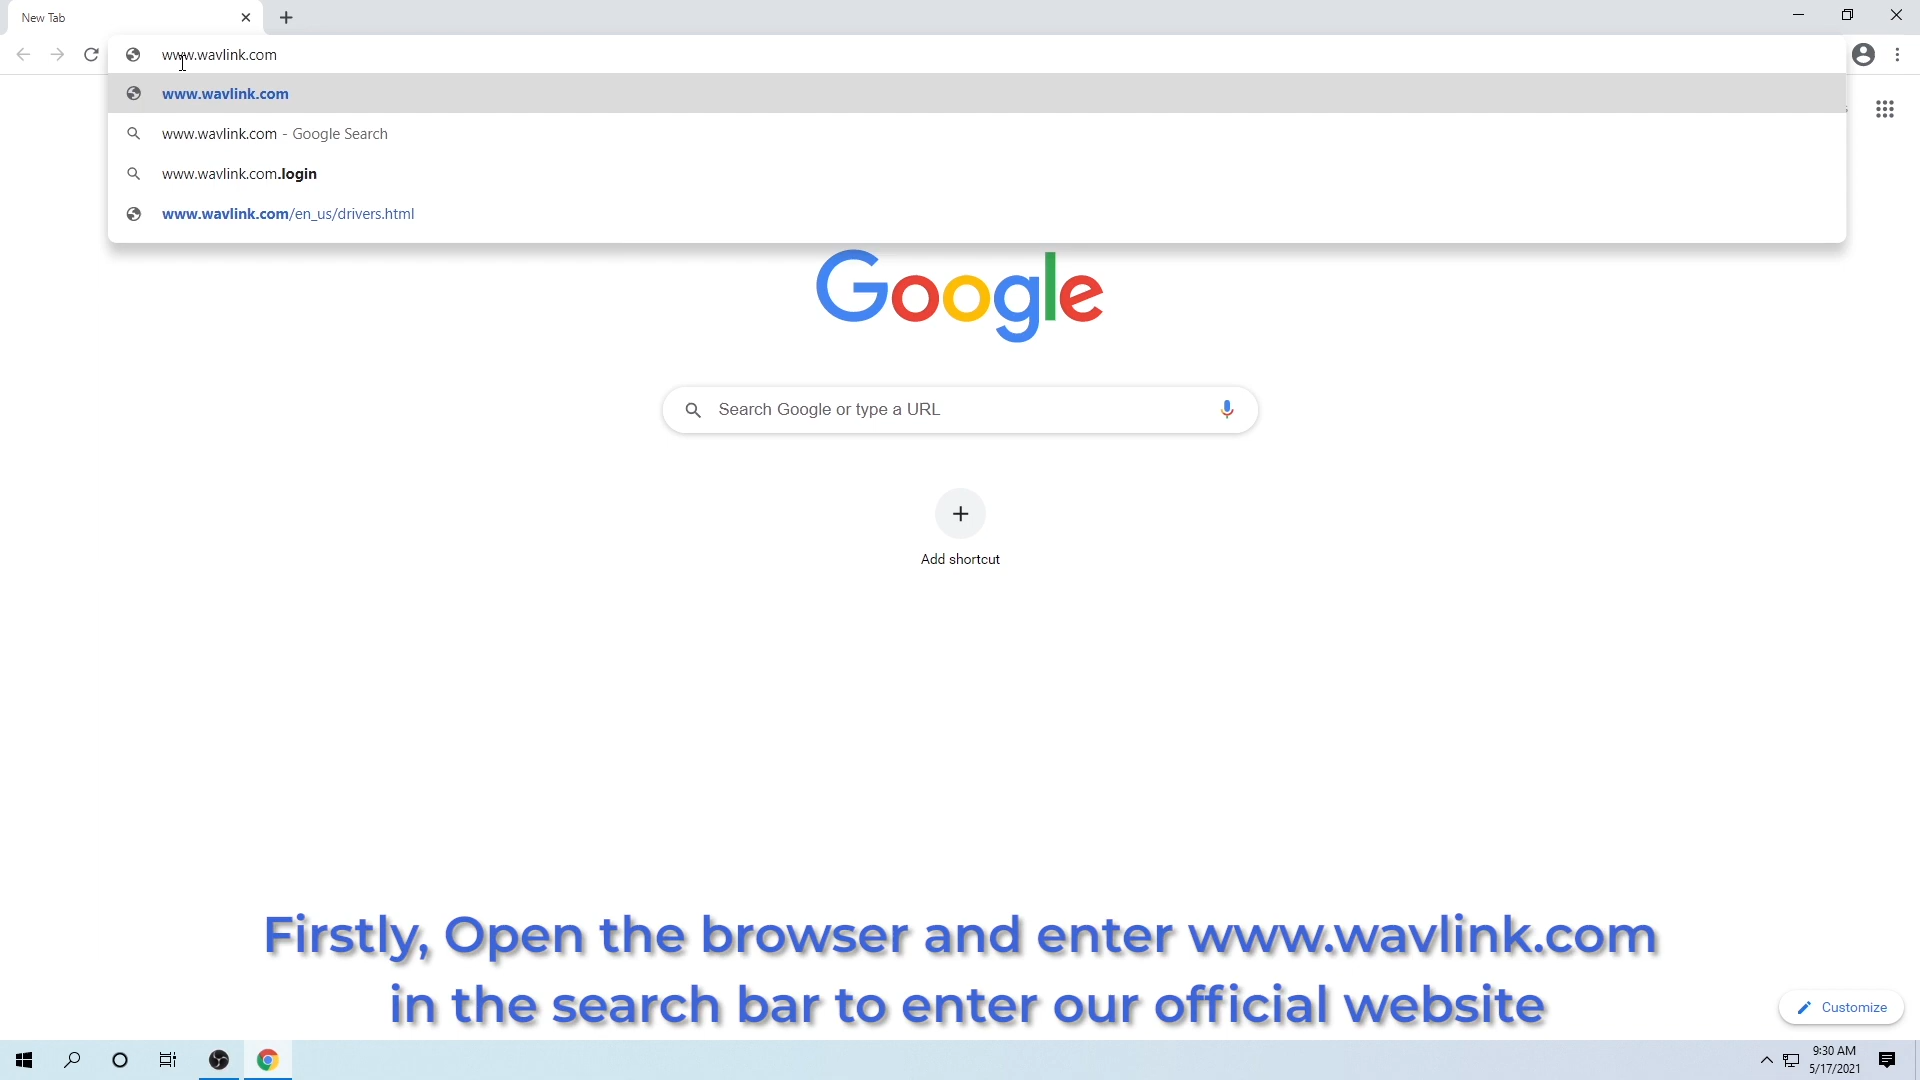 New Tab
www.wavlink.com
www.wavlink.com
www.wavlink.com - Google Search
www.wavlink.com.login
www.wavlink.com/en_us/drivers.html
Google
Search Google or type a URL
Add shortcut
Firstly, Open the browser and enter www.wavlink.com
in the search bar to enter our official website
Customize
9:30 AM
5/17/2021